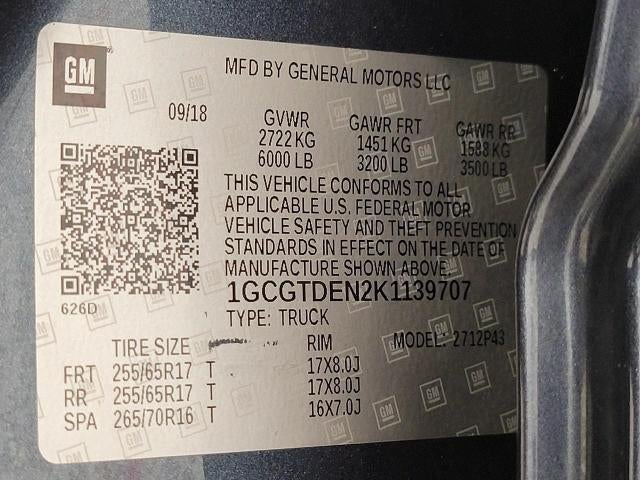 GM
MFD BY GENERAL MOTORS LLC
09/18
GVWR GAWR FRT GAWR RR
2722 KG 1451 KG 1588 KG
6000 LB 3200 LB 3500 LB
THIS VEHICLE CONFORMS TO ALL
APPLICABLE U.S. FEDERAL MOTOR
VEHICLE SAFETY AND THEFT PREVENTION
STANDARDS IN EFFECT ON THE DATE OF
MANUFACTURE SHOWN ABOVE.
626D
1GCGTDEN2K1139707
TYPE: TRUCK
MODEL: 2712P43
TIRE SIZE RIM
FRT 255/65R17 T 17X8.0J
RR 255/65R17 T 17X8.0J
SPA 265/70R16 T 16X7.0J